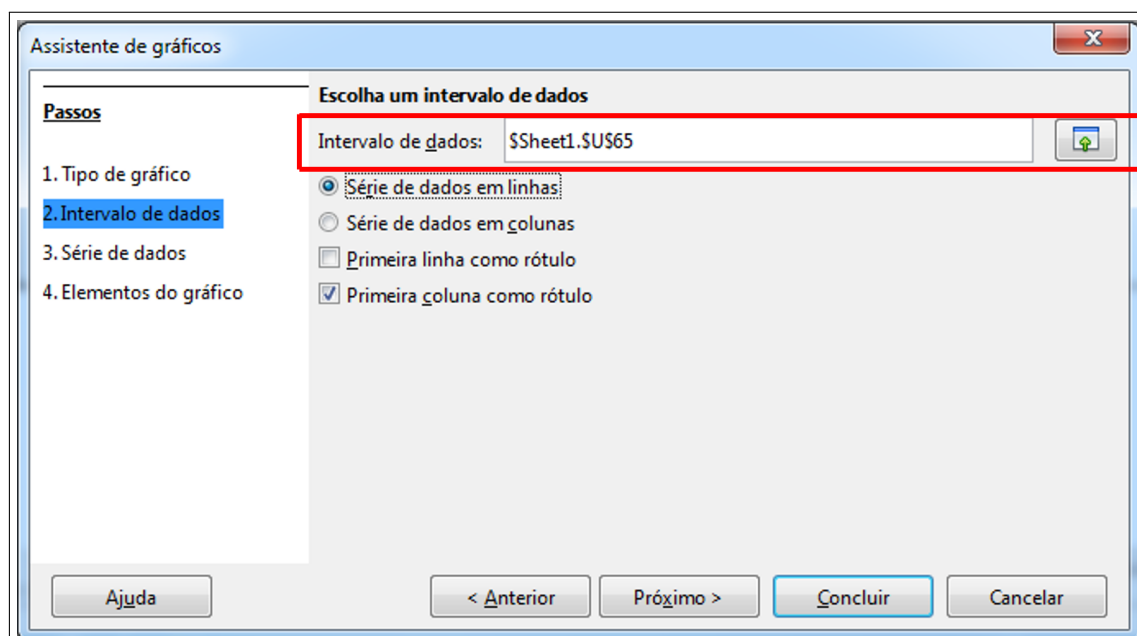 Assistente de gráficos
Passos
1. Tipo de gráfico
2. Intervalo de dados
3. Série de dados
4. Elementos do gráfico
Escolha um intervalo de dados
Intervalo de dados: $Sheet1.$U$65
Série de dados em linhas
Série de dados em colunas
Primeira linha como rótulo
Primeira coluna como rótulo
Ajuda
< Anterior
Próximo >
Concluir
Cancelar